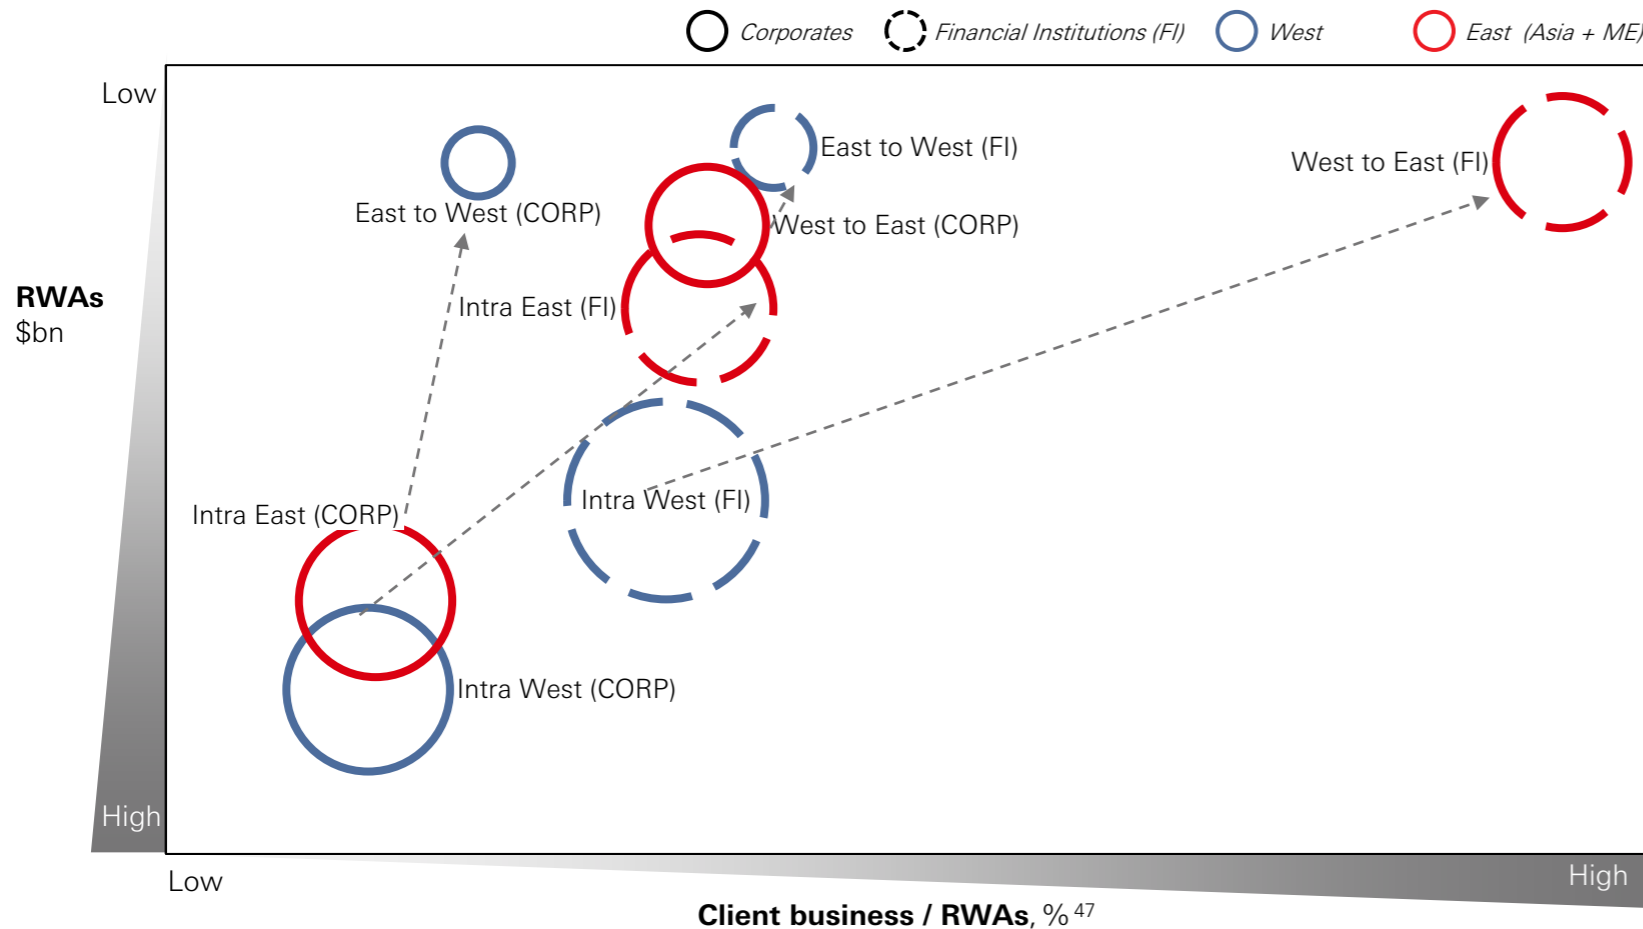 Corporates
Financial Institutions (FI)
West
East (Asia + ME)
Low
East to West (FI)
West to East (FI)
East to West (CORP)
West to East (CORP)
RWAs
$bn
Intra East (FI)
Intra West (FI)
Intra East (CORP)
Intra West (CORP)
High
Low
High
Client business / RWAs, % 47